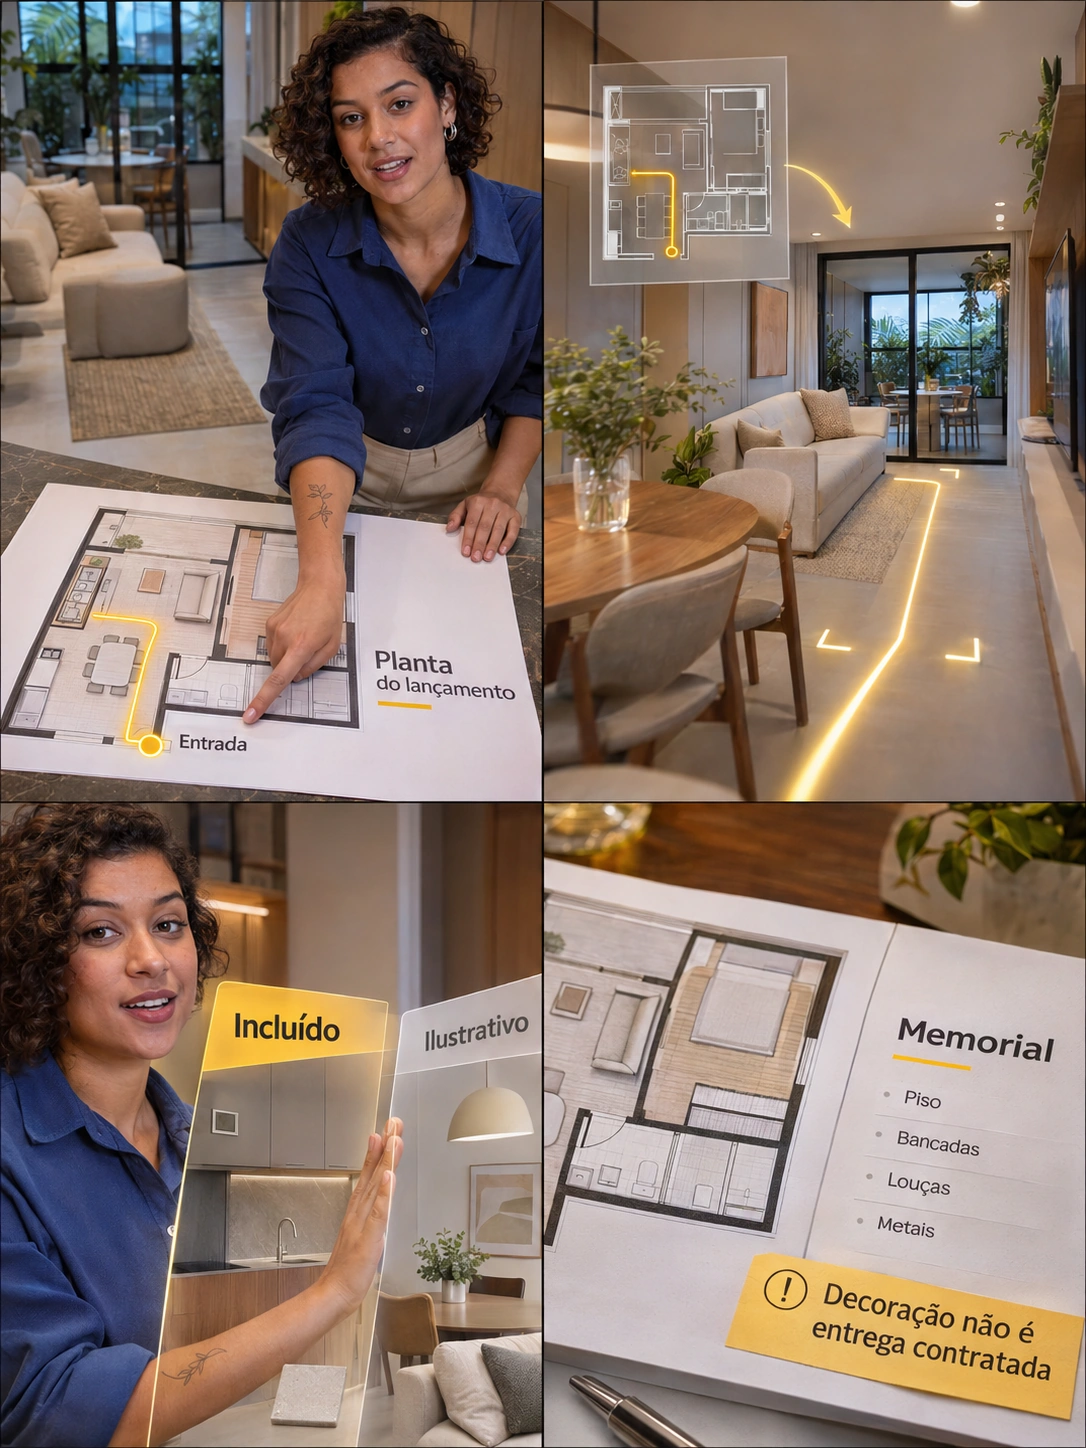 Planta
do lançamento
Entrada
Incluído
Ilustrativo
Memorial
Piso
Bancadas
Louças
Metais
!
Decoração não é
entrega contratada